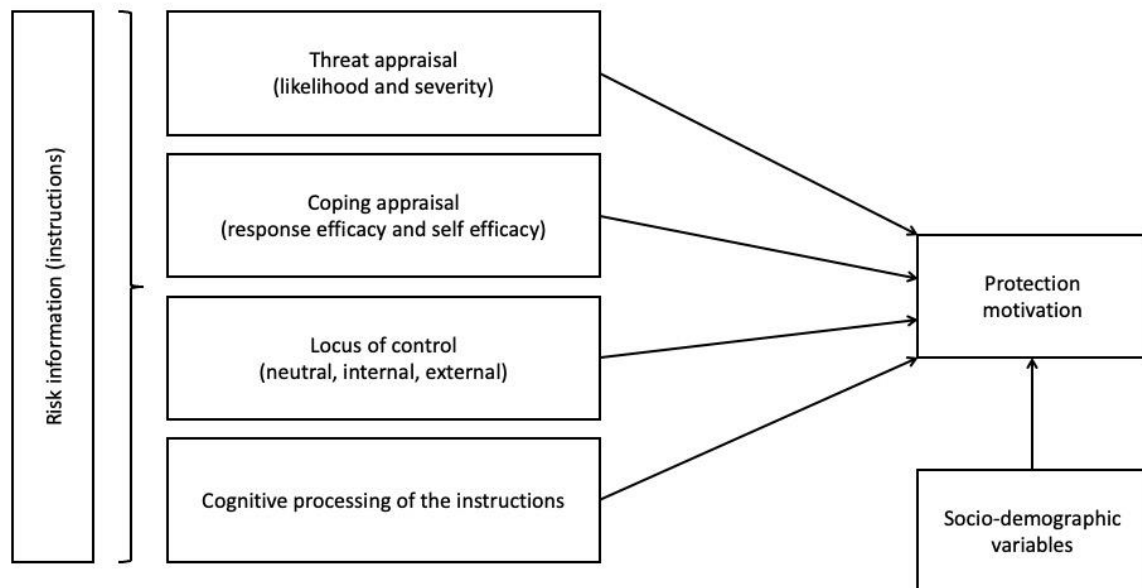 Risk information (instructions)
Threat appraisal
(likelihood and severity)
Coping appraisal
(response efficacy and self efficacy)
Locus of control
(neutral, internal, external)
Cognitive processing of the instructions
Protection
motivation
Socio-demographic
variables